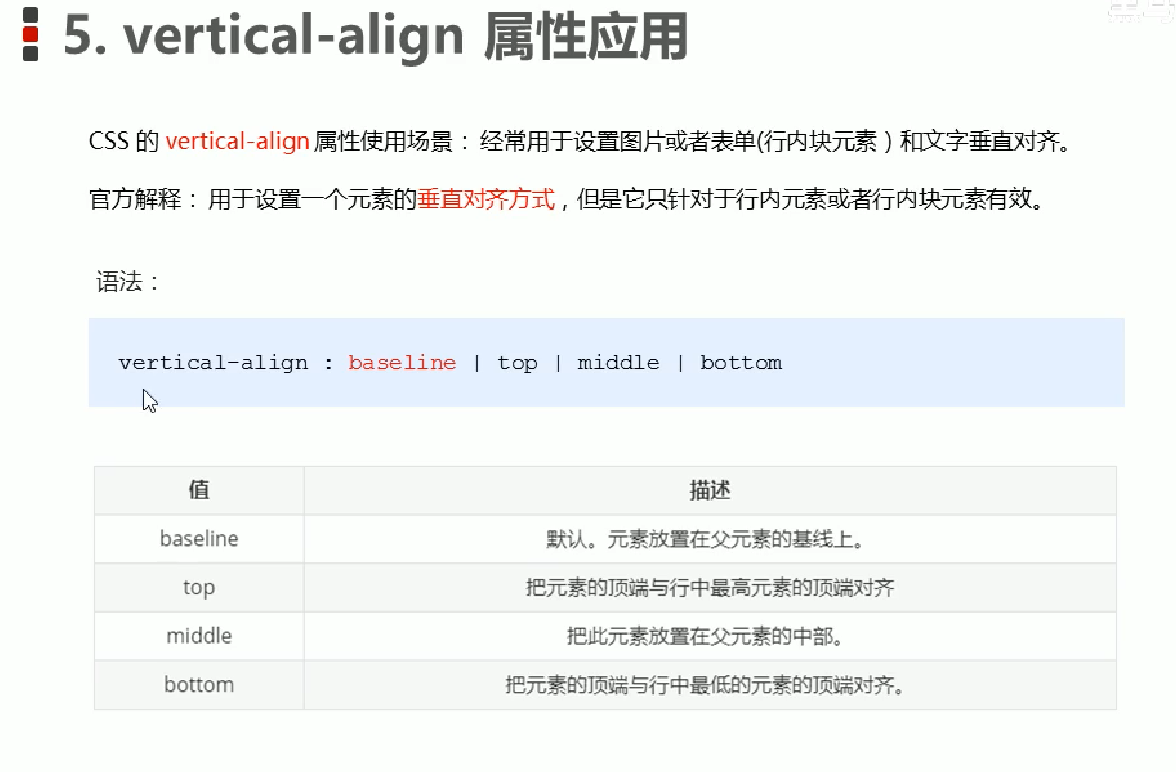 5. vertical-align 属性应用
CSS 的 vertical-align 属性使用场景： 经常用于设置图片或者表单(行内块元素）和文字垂直对齐。
官方解释： 用于设置一个元素的垂直对齐方式，但是它只针对于行内元素或者行内块元素有效。
语法：
vertical-align : baseline | top | middle | bottom
值 描述
baseline 默认。元素放置在父元素的基线上。
top 把元素的顶端与行中最高元素的顶端对齐
middle 把此元素放置在父元素的中部。
bottom 把元素的顶端与行中最低的元素的顶端对齐。